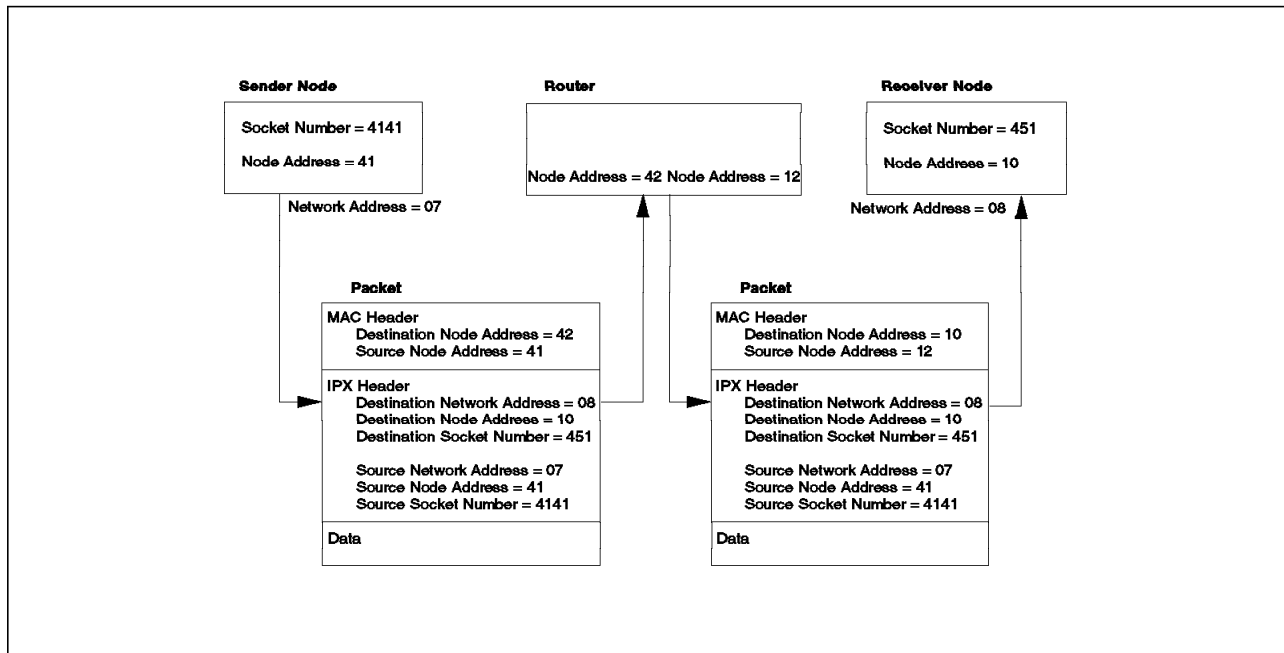 Sender Node
Socket Number = 4141
Node Address = 41
Network Address = 07
Router
Node Address = 42 Node Address = 12
Receiver Node
Socket Number = 451
Node Address = 10
Network Address = 08
Packet
MAC Header
Destination Node Address = 42
Source Node Address = 41
IPX Header
Destination Network Address = 08
Destination Node Address = 10
Destination Socket Number = 451
Source Network Address = 07
Source Node Address = 41
Source Socket Number = 4141
Data
Packet
MAC Header
Destination Node Address = 10
Source Node Address = 12
IPX Header
Destination Network Address = 08
Destination Node Address = 10
Destination Socket Number = 451
Source Network Address = 07
Source Node Address = 41
Source Socket Number = 4141
Data